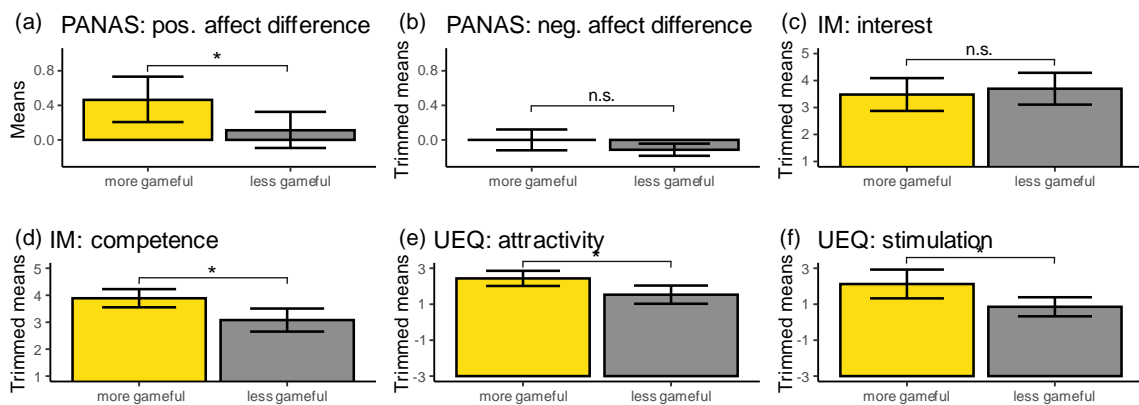 (a) PANAS: pos. affect difference
(b) PANAS: neg. affect difference
(c) IM: interest
Means
0.8
0.4
0.0
*
more gameful
less gameful
Trimmed means
0.8
0.4
0.0
n.s.
more gameful
less gameful
Trimmed means
5
4
3
2
1
n.s.
more gameful
less gameful
(d) IM: competence
(e) UEQ: attractivity
(f) UEQ: stimulation
Trimmed means
5
4
3
2
1
*
more gameful
less gameful
Trimmed means
3
1
-1
-3
*
more gameful
less gameful
Trimmed means
3
1
-1
-3
*
more gameful
less gameful